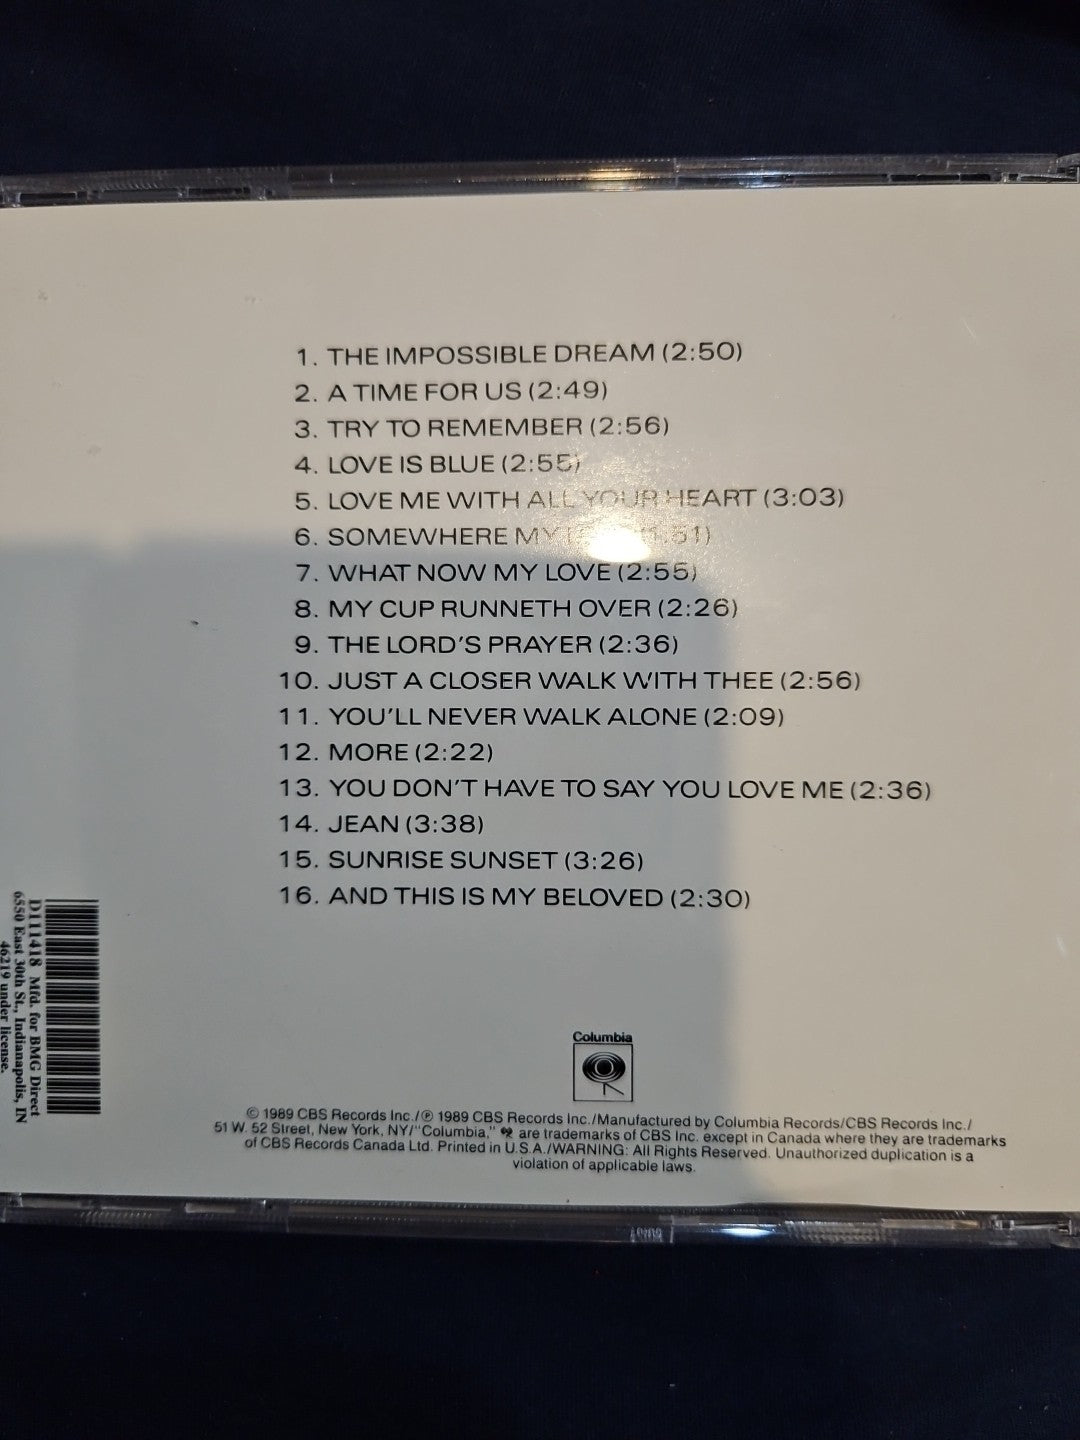 1. THE IMPOSSIBLE DREAM (2:50)
2. A TIME FOR US (2:49)
3. TRY TO REMEMBER (2:56)
4. LOVE IS BLUE (2:55)
5. LOVE ME WITH ALL YOUR HEART (3:03)
6. SOMEWHERE MY
7. WHAT NOW MY LOVE (2:55)
8. MY CUP RUNNETH OVER (2:26)
9. THE LORD'S PRAYER (2:36)
10. JUST A CLOSER WALK WITH THEE (2:56)
11. YOU'LL NEVER WALK ALONE (2:09)
12. MORE (2:22)
13. YOU DON'T HAVE TO SAY YOU LOVE ME (2:36)
14. JEAN (3:38)
15. SUNRISE SUNSET (3:26)
16. AND THIS IS MY BELOVED (2:30)
D111418 Mfd. for BMG Direct
6550 East 30th St., Indianapolis, IN
46219 under license.
Columbia
© 1989 CBS Records Inc./℗ 1989 CBS Records Inc./Manufactured by Columbia Records/CBS Records Inc./
51 W. 52 Street, New York, NY/"Columbia," are trademarks of CBS Inc. except in Canada where they are trademarks
of CBS Records Canada Ltd. Printed in U.S.A./WARNING: All Rights Reserved. Unauthorized duplication is a
violation of applicable laws.